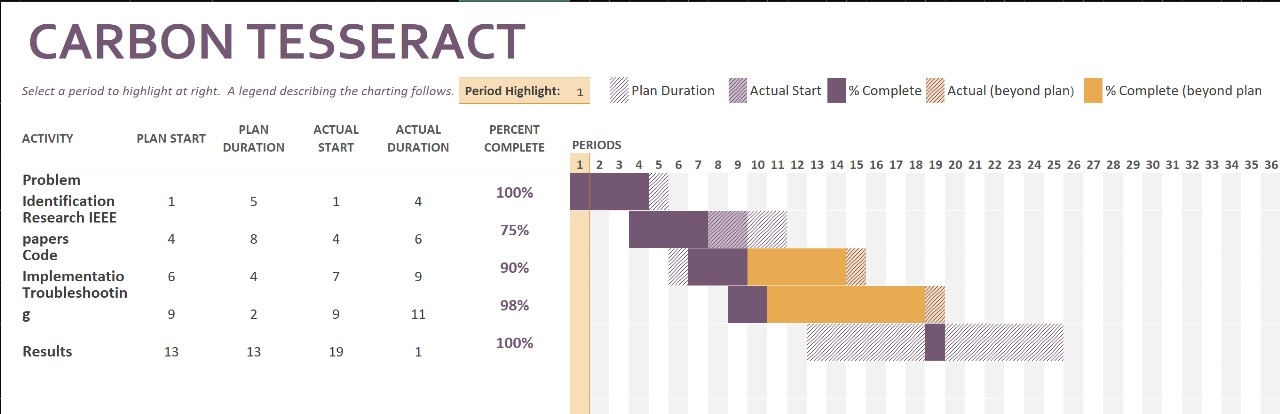 CARBON TESSERACT
Select a period to highlight at right.  A legend describing the charting follows. Period Highlight: 1 Plan Duration Actual Start % Complete Actual (beyond plan) % Complete (beyond plan
ACTIVITY PLAN START PLAN DURATION ACTUAL START ACTUAL DURATION PERCENT COMPLETE
PERIODS
1 2 3 4 5 6 7 8 9 10 11 12 13 14 15 16 17 18 19 20 21 22 23 24 25 26 27 28 29 30 31 32 33 34 35 36
Problem
Identification 1 5 1 4 100%
Research IEEE
papers 4 8 4 6 75%
Code
Implementatio 6 4 7 9 90%
Troubleshootin
g 9 2 9 11 98%
Results 13 13 19 1 100%